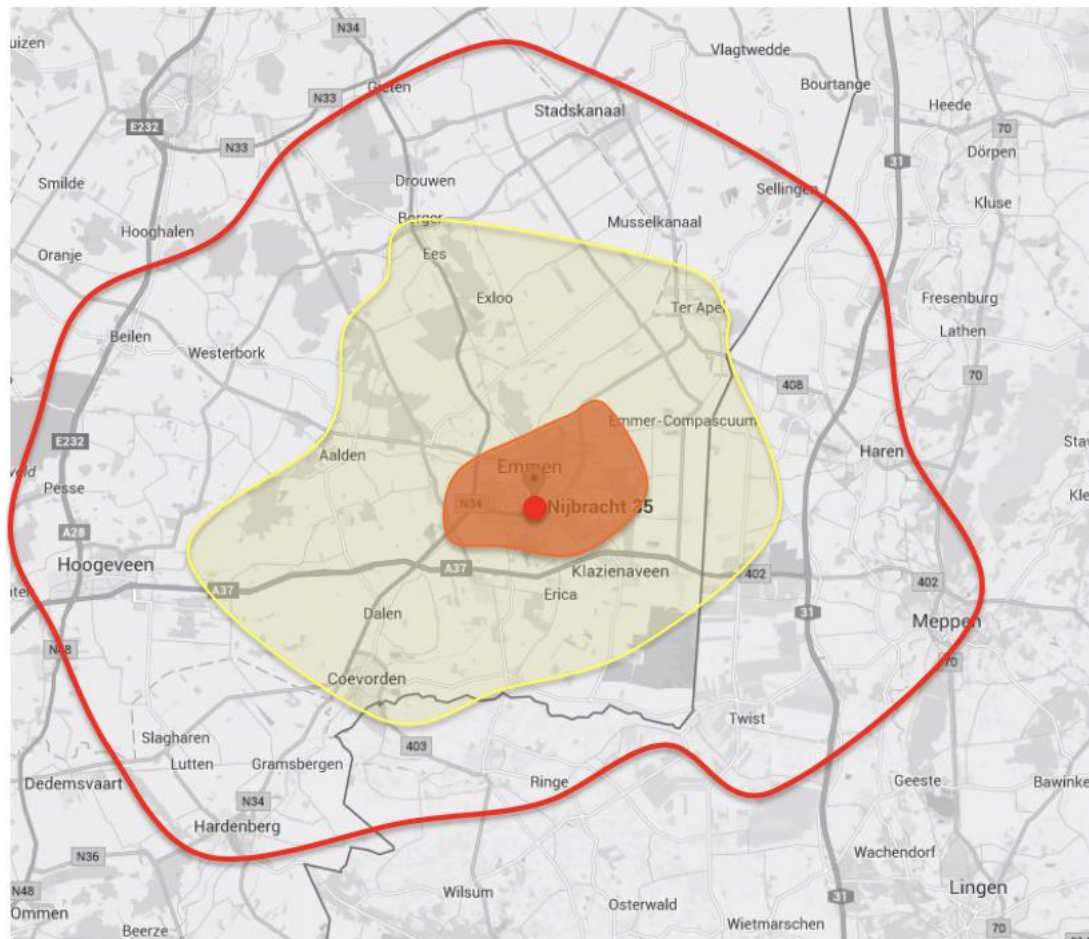 uizen
N34
Vlagtwedde
Bourtange
Gieten
N33
Stadskanaal
Heede
E232
70
N33
Dörpen
31
Smilde
Drouwen
Sellingen
Kluse
Borger
Musselkanaal
Hooghalen
Oranje
Ees
Exloo
Ter Apel
Fresenburg
Lathen
Beilen
Westerbork
70
408
Emmer-Compascuum
E232
Haren
Aalden
Emmen
Pesse
N34
Nijbracht 35
A28
Hoogeveen
A37
Klazienaveen
402
402
A37
Erica
31
Dalen
Meppen
N48
70
Coevorden
Twist
Slagharen
403
Lutten
Gramsbergen
Dedemsvaart
Ringe
Geeste
Bawinke
N34
Hardenberg
N36
Wachendorf
N48
Wilsum
Lingen
31
Ommen
Osterwald
Beerze
Wietmarschen
70